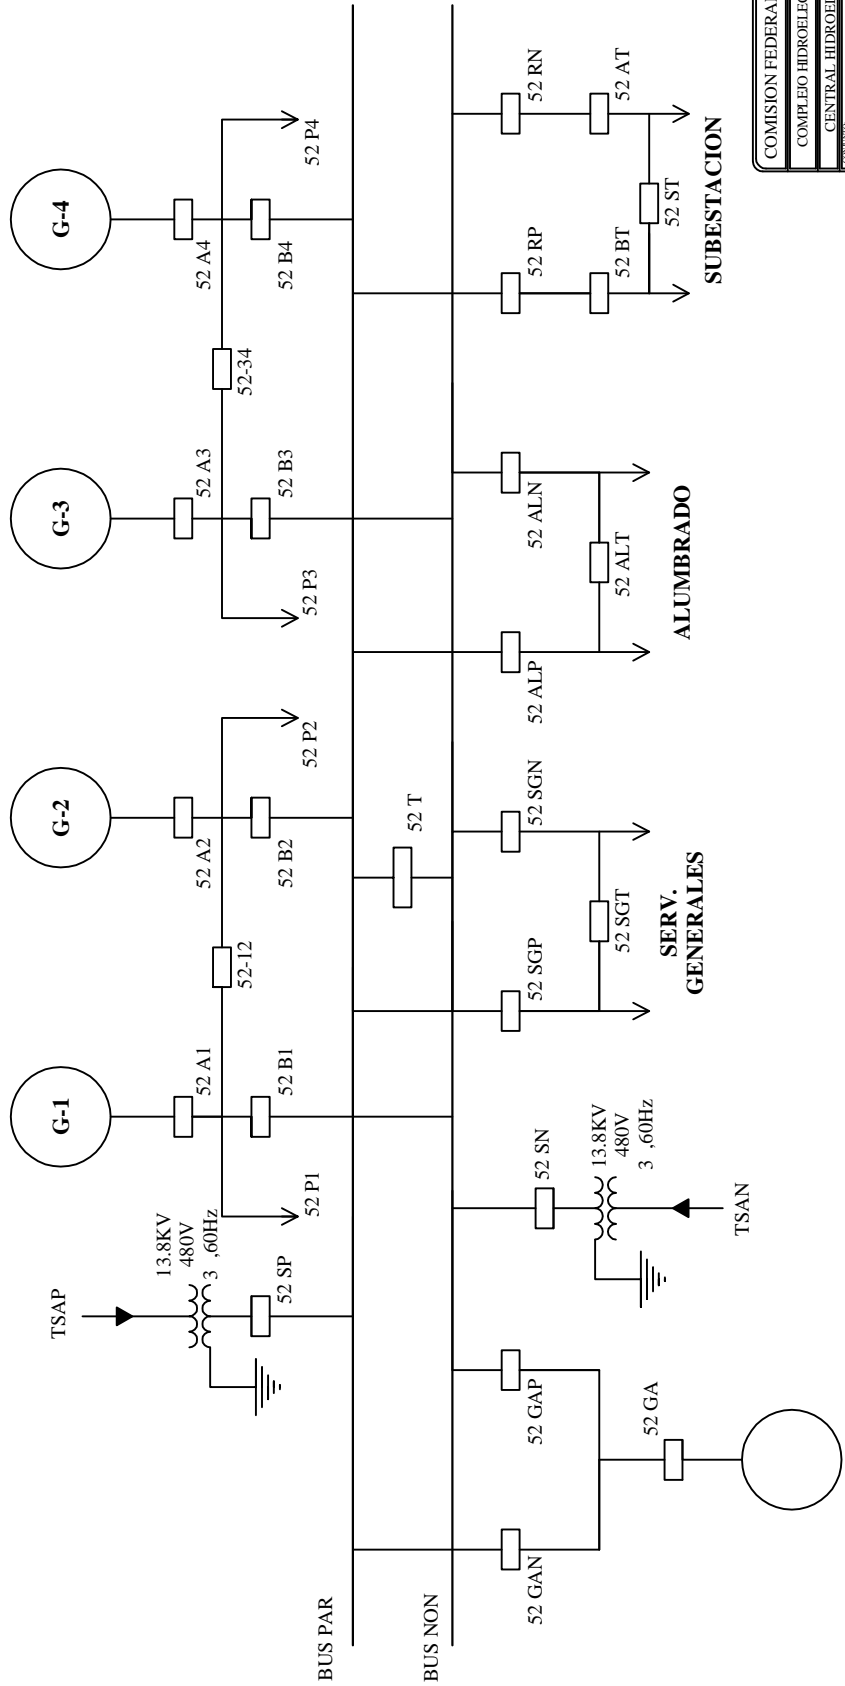 G-1
G-2
G-3
G-4
52 A1
52 A2
52 A3
52 A4
52-12
52-34
52 B1
52 B2
52 B3
52 B4
52 P1
52 P2
52 P3
52 P4
TSAP
13.8KV
480V
3 ,60Hz
52 SP
BUS PAR
BUS NON
52 T
52 GAN
52 GAP
52 GA
52 SN
13.8KV
480V
3 ,60Hz
TSAN
52 SGP
52 SGN
52 SGT
SERV.
GENERALES
52 ALP
52 ALN
52 ALT
ALUMBRADO
52 RP
52 RN
52 BT
52 AT
52 ST
SUBESTACION
COMISION FEDERA
COMPLEJO HIDROELEC
CENTRAL HIDROEL